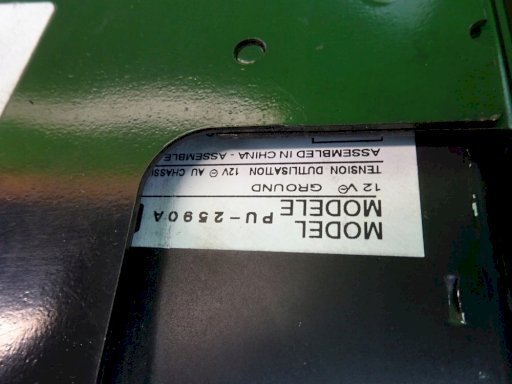 MODEL
MODELE PU-2590A
12 V⊖ GROUND
TENSION DUTILISATION 12V ⊖ AU CHASSI
ASSEMBLED IN CHINA - ASSEMBLE